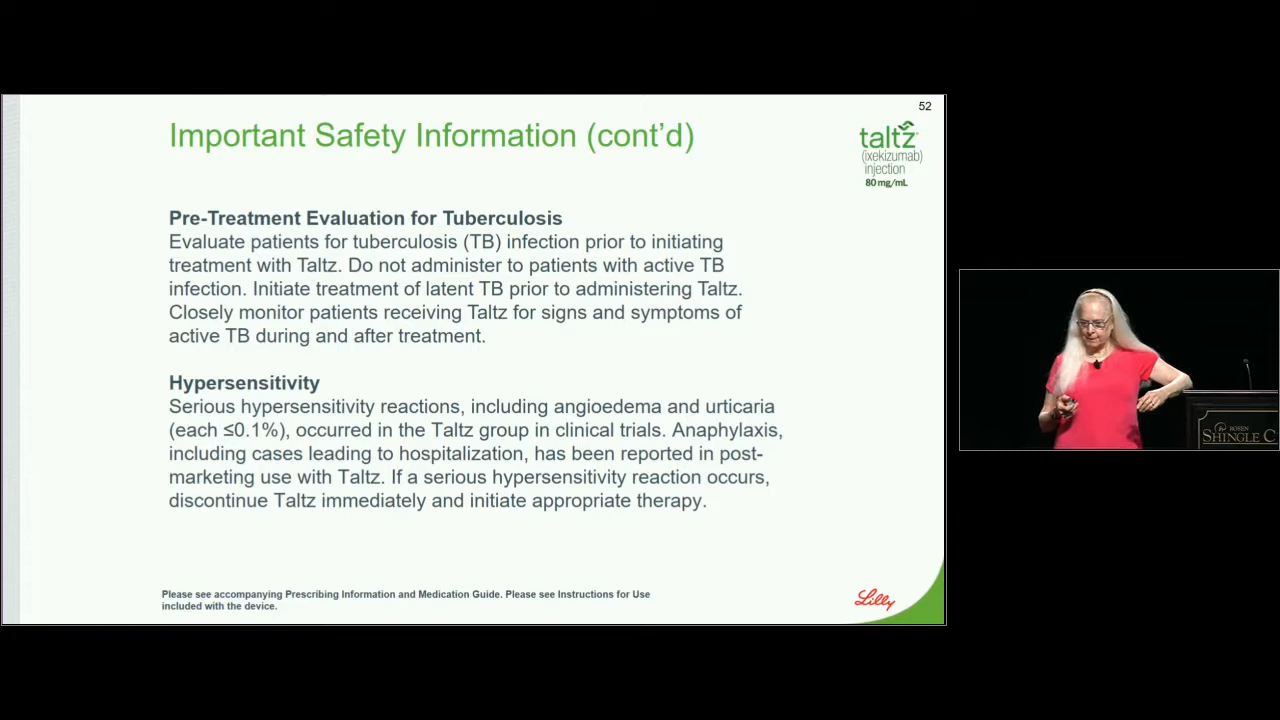 52
Important Safety Information (cont’d)
taltz
(ixekizumab)
injection
80 mg/mL
Pre-Treatment Evaluation for Tuberculosis
Evaluate patients for tuberculosis (TB) infection prior to initiating
treatment with Taltz. Do not administer to patients with active TB
infection. Initiate treatment of latent TB prior to administering Taltz.
Closely monitor patients receiving Taltz for signs and symptoms of
active TB during and after treatment.
Hypersensitivity
Serious hypersensitivity reactions, including angioedema and urticaria
(each ≤0.1%), occurred in the Taltz group in clinical trials. Anaphylaxis,
including cases leading to hospitalization, has been reported in post-
marketing use with Taltz. If a serious hypersensitivity reaction occurs,
discontinue Taltz immediately and initiate appropriate therapy.
Please see accompanying Prescribing Information and Medication Guide. Please see Instructions for Use
included with the device.
Lilly
ROSEN
SHINGLE C